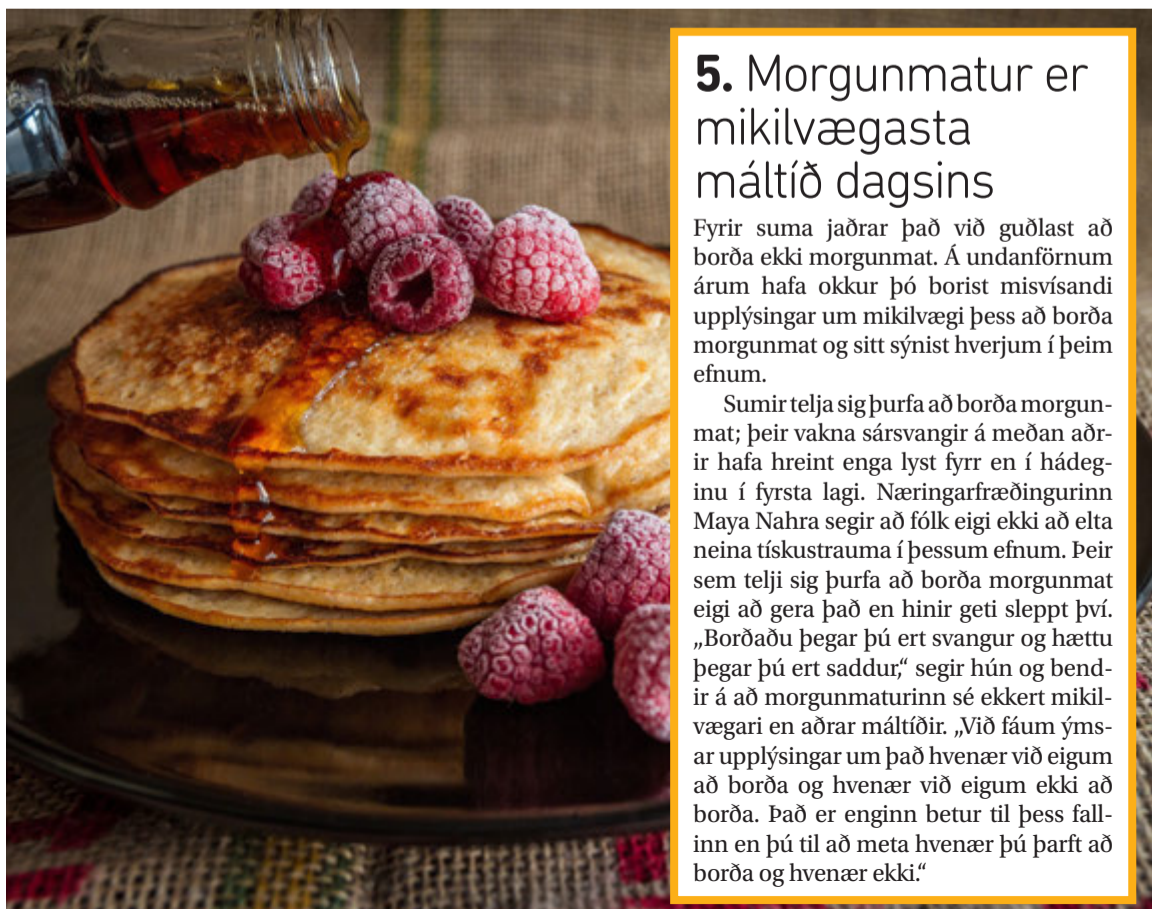 5. Morgunmatur er
mikilvægasta
máltíð dagsins
Fyrir suma jaðrar það við guðlast að
borða ekki morgunmat. Á undanförnum
árum hafa okkur þó borist misvísandi
upplýsingar um mikilvægi þess að borða
morgunmat og sitt sýnist hverjum í þeim
efnum.
Sumir telja sig þurfa að borða morgun-
mat; þeir vakna sársvangir á meðan aðr-
ir hafa hreint enga lyst fyrr en í hádeg-
inu í fyrsta lagi. Næringarfræðingurinn
Maya Nahra segir að fólk eigi ekki að elta
neina tískustrauma í þessum efnum. Þeir
sem telji sig þurfa að borða morgunmat
eigi að gera það en hinir geti sleppt því.
„Borðaðu þegar þú ert svangur og hættu
þegar þú ert saddur,“ segir hún og bend-
ir á að morgunmaturinn sé ekkert mikil-
vægari en aðrar máltíðir. „Við fáum ýms-
ar upplýsingar um það hvenær við eigum
að borða og hvenær við eigum ekki að
borða. Það er enginn betur til þess fall-
inn en þú til að meta hvenær þú þarft að
borða og hvenær ekki.“